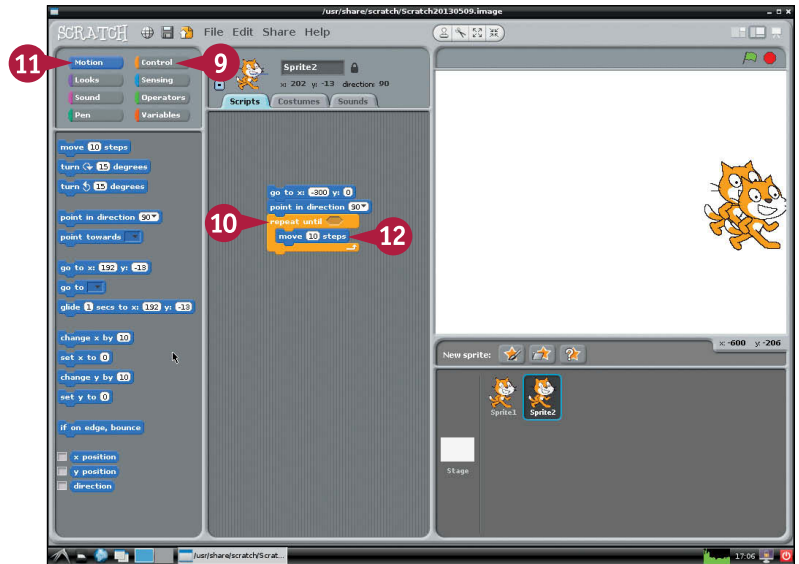 /usr/share/scratch/Scratch20130509.image
SCRATCH File Edit Share Help
11 Motion Control 9
Looks Sensing
Sound Operators
Pen Variables
Sprite2
x: 202 y: -13 direction: 90
Scripts Costumes Sounds
move 10 steps
turn 15 degrees
turn 15 degrees
point in direction 90
point towards
go to x: 192 y: -13
go to
glide 1 secs to x: 192 y: -13
change x by 10
set x to 0
change y by 10
set y to 0
if on edge, bounce
x position
y position
direction
go to x: -300 y: 0
point in direction 90
10 repeat until
move 10 steps 12
x: -600 y: -206
New sprite:
Sprite1 Sprite2
Stage
/usr/share/scratch/Scrat...
17:06